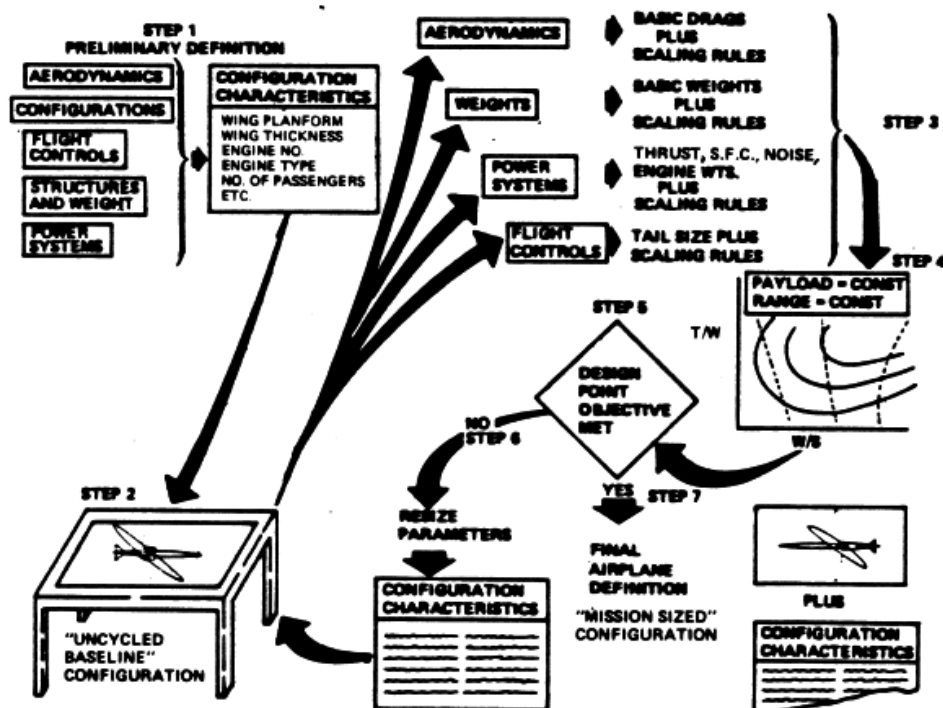 STEP 1
PRELIMINARY DEFINITION
AERODYNAMICS
CONFIGURATIONS
FLIGHT
CONTROLS
STRUCTURES
AND WEIGHT
POWER
SYSTEMS
CONFIGURATION
CHARACTERISTICS
WING PLANFORM
WING THICKNESS
ENGINE NO.
ENGINE TYPE
NO. OF PASSENGERS
ETC.
AERODYNAMICS
BASIC DRAGS
PLUS
SCALING RULES
WEIGHTS
BASIC WEIGHTS
PLUS
SCALING RULES
POWER
SYSTEMS
THRUST, S.F.C., NOISE,
ENGINE WTS.
PLUS
SCALING RULES
FLIGHT
CONTROLS
TAIL SIZE PLUS
SCALING RULES
STEP 3
STEP 4
PAYLOAD = CONST
RANGE = CONST
T/W
W/S
STEP 5
DESIGN
POINT
OBJECTIVE
MET
NO
STEP 6
RESIZE
PARAMETERS
CONFIGURATION
CHARACTERISTICS
STEP 2
"UNCYCLED
BASELINE"
CONFIGURATION
YES
STEP 7
FINAL
AIRPLANE
DEFINITION
"MISSION SIZED"
CONFIGURATION
PLUS
CONFIGURATION
CHARACTERISTICS